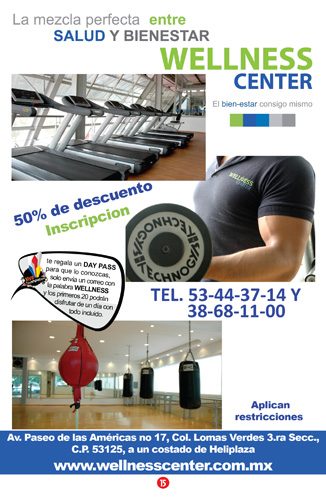 La mezcla perfecta entre
SALUD Y BIENESTAR
WELLNESS
CENTER
El bien-estar consigo mismo
WELLNESS
50% de descuento
Inscripcion
TECHNOGYM
te regala un DAY PASS
para que lo conozcas,
solo envía un correo con
la palabra WELLNESS
y los primeros 20 podrán
disfrutar de un día con
todo incluido.
TEL. 53-44-37-14 Y
38-68-11-00
Aplican
restricciones
Av. Paseo de las Américas no 17, Col. Lomas Verdes 3.ra Secc.,
C.P. 53125, a un costado de Heliplaza
www.wellnesscenter.com.mx
15